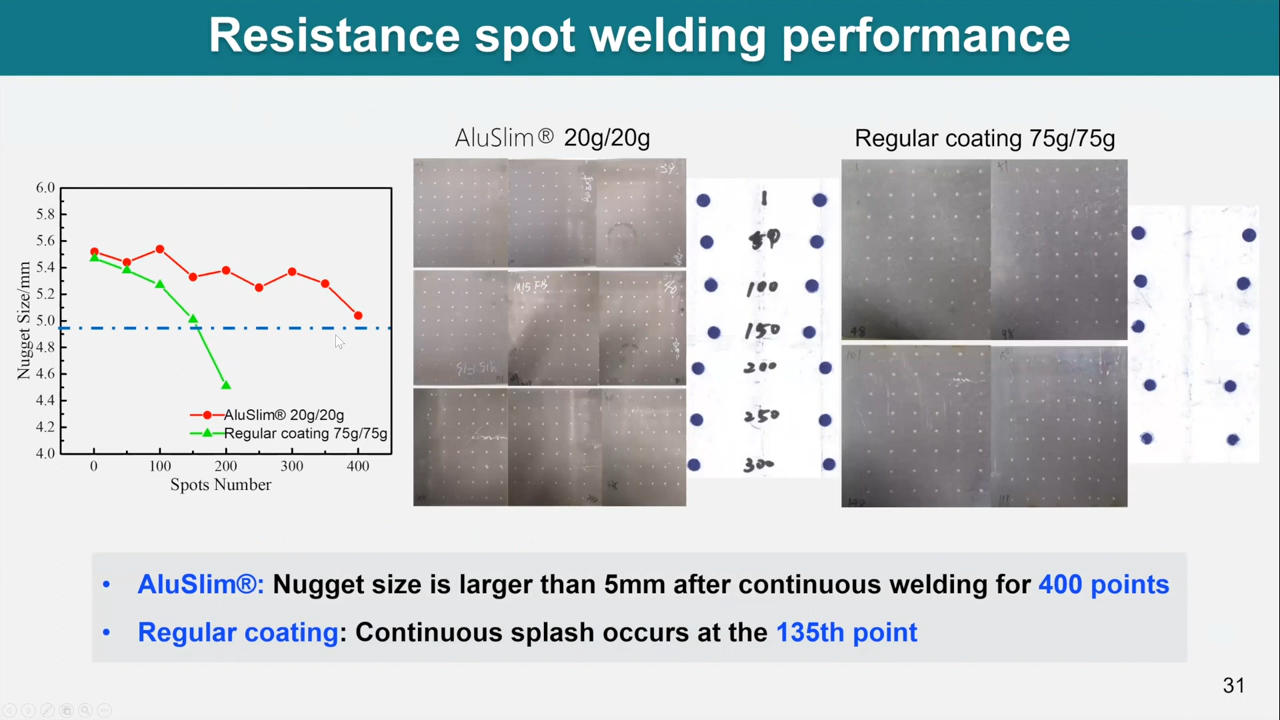 Resistance spot welding performance
AluSlim® 20g/20g
Regular coating 75g/75g
6.0
5.8
5.6
5.4
5.2
5.0
4.8
4.6
4.4
4.2
4.0
Nugget Size/mm
0 100 200 300 400
Spots Number
AluSlim® 20g/20g
Regular coating 75g/75g
1
100
150
200
250
300
• AluSlim®: Nugget size is larger than 5mm after continuous welding for 400 points
• Regular coating: Continuous splash occurs at the 135th point
31